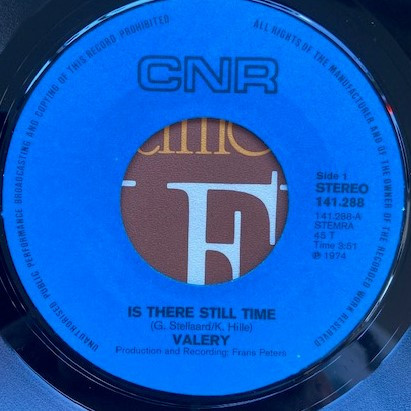 UNAUTHORISED PUBLIC PERFORMANCE BROADCASTING AND COPYING OF THIS RECORD PROHIBITED
ALL RIGHTS OF THE MANUFACTURER AND OF THE OWNER OF THE RECORDED WORK RESERVED
CNR
Side 1
STEREO
141.288
141.288-A
STEMRA
45 T
Time 3:51
℗ 1974
IS THERE STILL TIME
(G. Stellaard/K. Hille)
VALERY
Production and Recording: Frans Peters